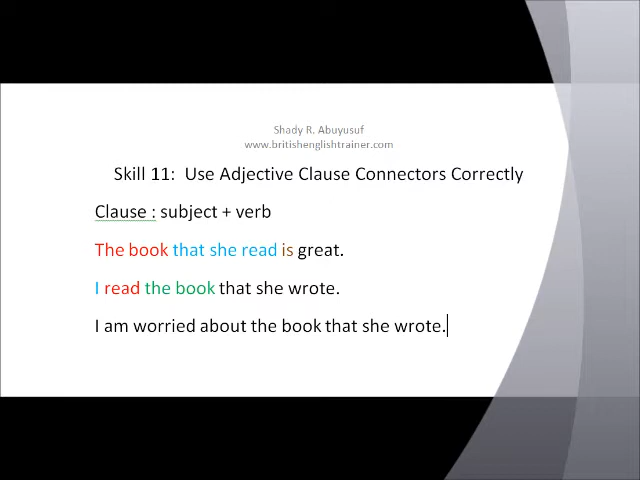 Shady R. Abuyusuf
www.britishenglishtrainer.com
Skill 11: Use Adjective Clause Connectors Correctly
Clause : subject + verb
The book that she read is great.
I read the book that she wrote.
I am worried about the book that she wrote.